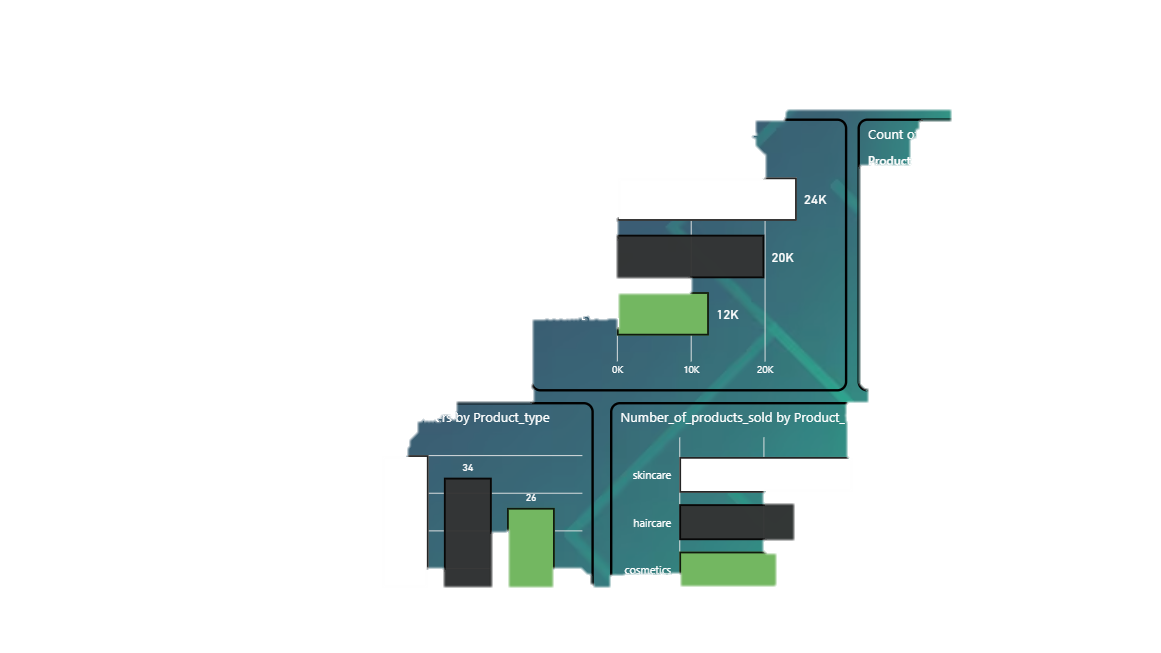 Count of
Product
24K
20K
12K
0K 10K 20K
by Product_type
34
26
Number_of_products_sold by Product_
skincare
haircare
cosmetics